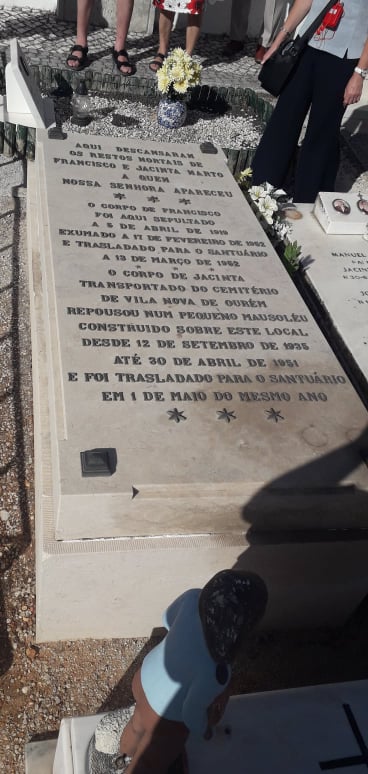 AQUI DESCANSARAM
OS RESTOS MORTAIS DE
FRANCISCO E JACINTA MARTO
A QUEM
NOSSA SENHORA APARECEU
O CORPO DE FRANCISCO
FOI AQUI SEPULTADO
A 5 DE ABRIL DE 1919
EXUMADO A 17 DE FEVEREIRO DE 1952
E TRASLADADO PARA O SANTUÁRIO
A 13 DE MARÇO DE 1952
O CORPO DE JACINTA
TRANSPORTADO DO CEMITÉRIO
DE VILA NOVA DE OURÉM
REPOUSOU NUM PEQUENO MAUSOLÉU
CONSTRUIDO SOBRE ESTE LOCAL
DESDE 12 DE SETEMBRO DE 1935
ATÉ 30 DE ABRIL DE 1951
E FOI TRASLADADO PARA O SANTUÁRIO
EM 1 DE MAIO DO MESMO ANO
MANUEL
JACIN